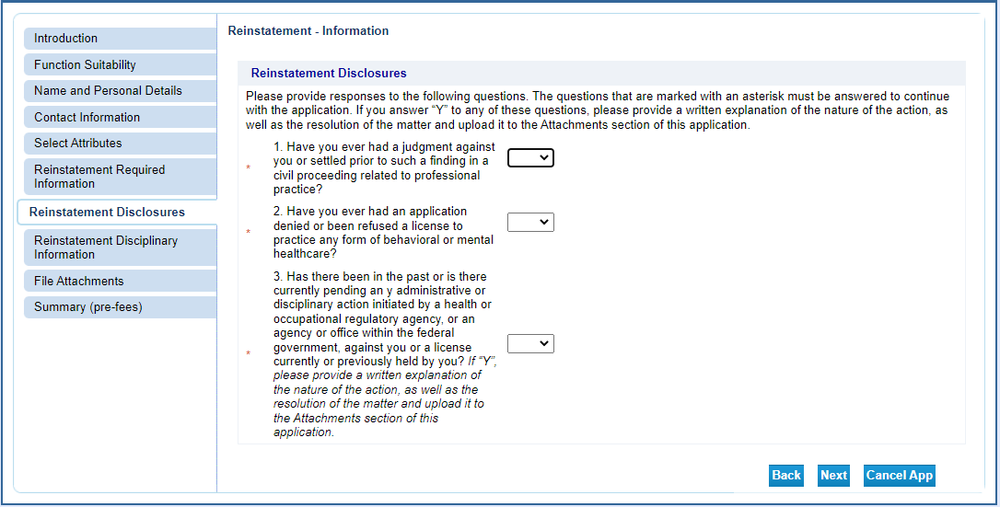 Introduction
Function Suitability
Name and Personal Details
Contact Information
Select Attributes
Reinstatement Required
Information
Reinstatement Disclosures
Reinstatement Disciplinary
Information
File Attachments
Summary (pre-fees)
Reinstatement - Information
Reinstatement Disclosures
Please provide responses to the following questions. The questions that are marked with an asterisk must be answered to continue
with the application. If you answer “Y” to any of these questions, please provide a written explanation of the nature of the action, as
well as the resolution of the matter and upload it to the Attachments section of this application.
1. Have you ever had a judgment against
you or settled prior to such a finding in a
* civil proceeding related to professional
practice?
2. Have you ever had an application
denied or been refused a license to
* practice any form of behavioral or mental
healthcare?
3. Has there been in the past or is there
currently pending an y administrative or
disciplinary action initiated by a health or
occupational regulatory agency, or an
agency or office within the federal
government, against you or a license
* currently or previously held by you? If “Y”,
please provide a written explanation of
the nature of the action, as well as the
resolution of the matter and upload it to
the Attachments section of this
application.
Back Next Cancel App